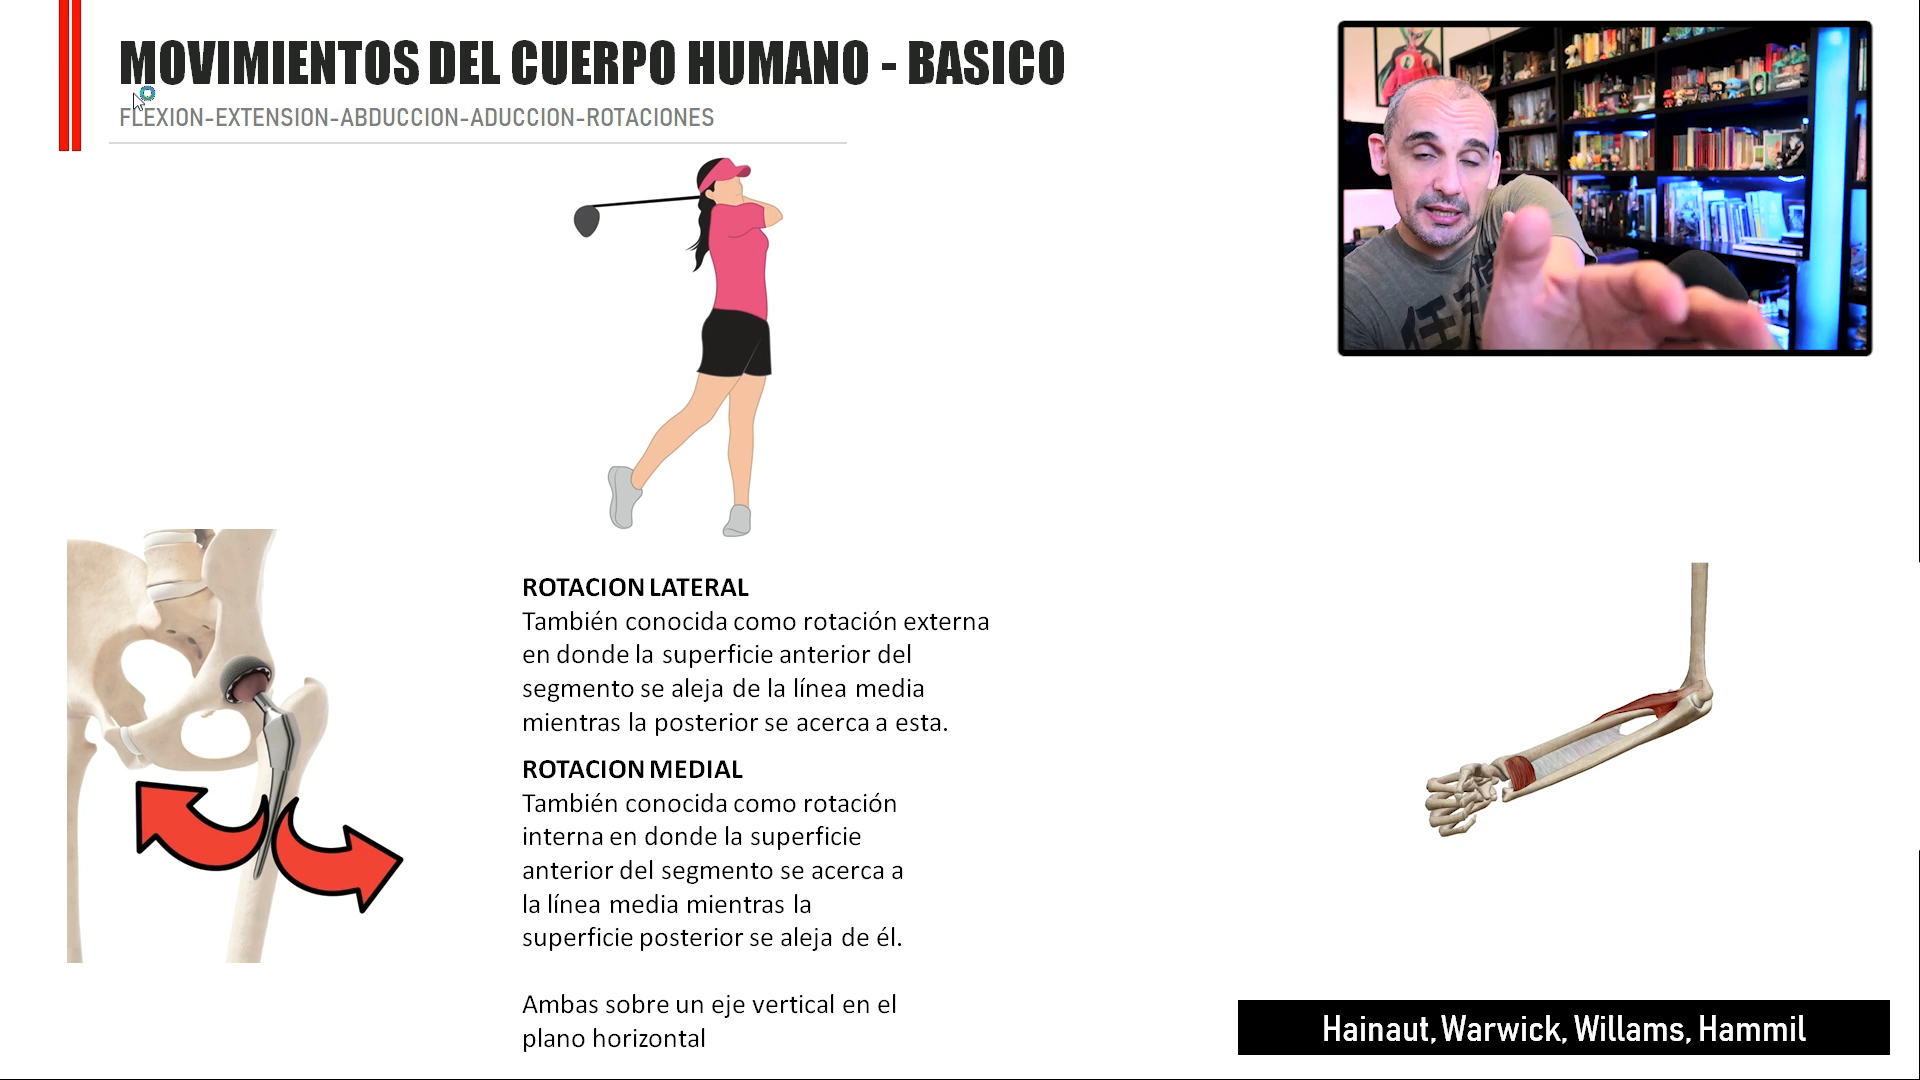 MOVIMIENTOS DEL CUERPO HUMANO - BASICO
FLEXION-EXTENSION-ABDUCCION-ADUCCION-ROTACIONES
ROTACION LATERAL
También conocida como rotación externa
en donde la superficie anterior del
segmento se aleja de la línea media
mientras la posterior se acerca a esta.
ROTACION MEDIAL
También conocida como rotación
interna en donde la superficie
anterior del segmento se acerca a
la línea media mientras la
superficie posterior se aleja de él.
Ambas sobre un eje vertical en el
plano horizontal
Hainaut, Warwick, Willams, Hammil